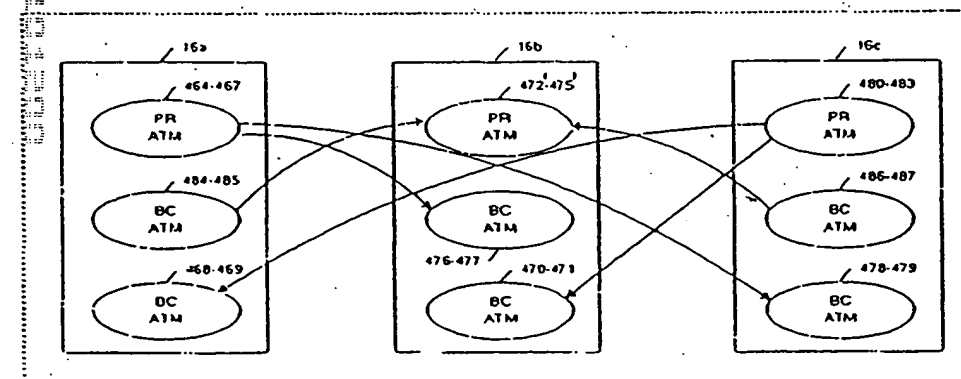 16a
464-467
PR
ATM
484-485
BC
ATM
468-469
BC
ATM
16b
472'-475'
PR
ATM
BC
ATM
476-477
470-471
BC
ATM
16c
480-483
PR
ATM
486-487
BC
ATM
478-479
BC
ATM